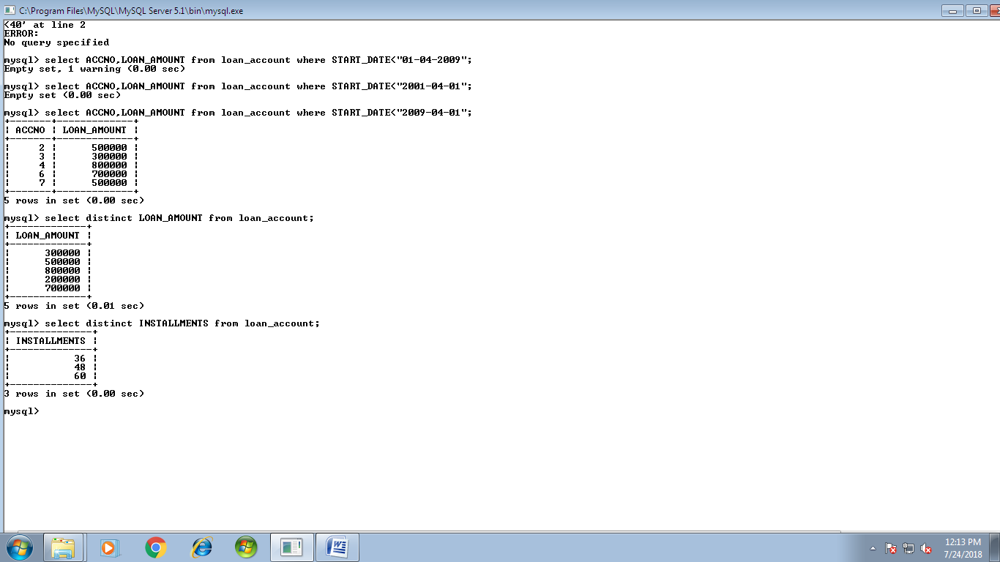 C:\Program Files\MySQL\MySQL Server 5.1\bin\mysql.exe
<40' at line 2
ERROR:
No query specified
mysql> select ACCNO,LOAN_AMOUNT from loan_account where START_DATE<"01-04-2009";
Empty set, 1 warning (0.00 sec)
mysql> select ACCNO,LOAN_AMOUNT from loan_account where START_DATE<"2001-04-01";
Empty set (0.00 sec)
mysql> select ACCNO,LOAN_AMOUNT from loan_account where START_DATE<"2009-04-01";
+-------+-------------+
¦ ACCNO ¦ LOAN_AMOUNT ¦
+-------+-------------+
¦     2 ¦      500000 ¦
¦     3 ¦      300000 ¦
¦     4 ¦      800000 ¦
¦     6 ¦      700000 ¦
¦     7 ¦      500000 ¦
+-------+-------------+
5 rows in set (0.00 sec)
mysql> select distinct LOAN_AMOUNT from loan_account;
+-------------+
¦ LOAN_AMOUNT ¦
+-------------+
¦      300000 ¦
¦      500000 ¦
¦      800000 ¦
¦      200000 ¦
¦      700000 ¦
+-------------+
5 rows in set (0.01 sec)
mysql> select distinct INSTALLMENTS from loan_account;
+--------------+
¦ INSTALLMENTS ¦
+--------------+
¦           36 ¦
¦           48 ¦
¦           60 ¦
+--------------+
3 rows in set (0.00 sec)
mysql>
12:13 PM
7/24/2018